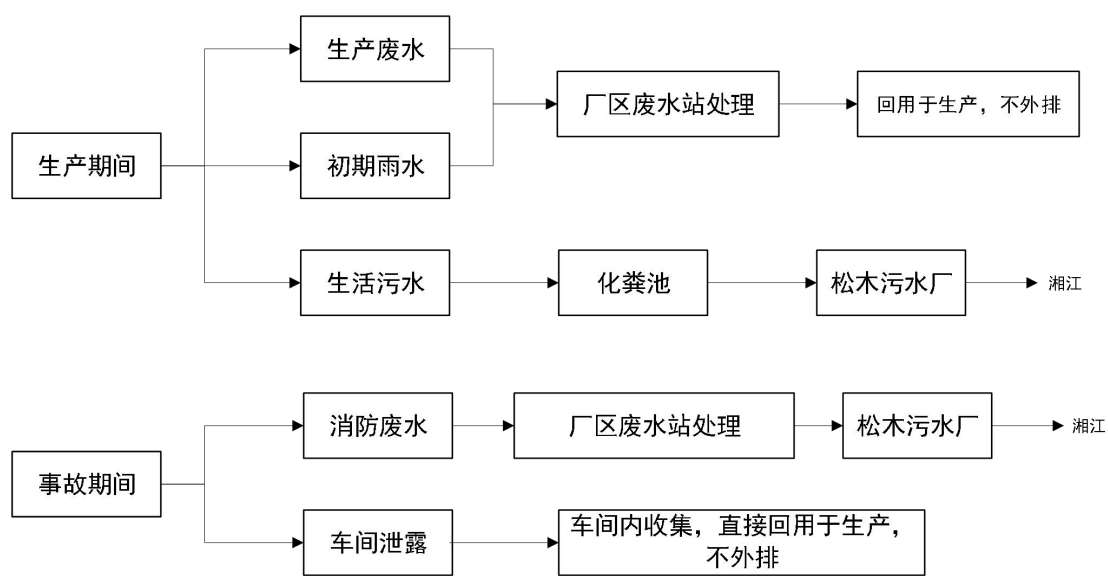 生产废水
厂区废水站处理
回用于生产，不外排
生产期间
初期雨水
生活污水
化粪池
松木污水厂
湘江
消防废水
厂区废水站处理
松木污水厂
湘江
事故期间
车间泄露
车间内收集，直接回用于生产，
不外排